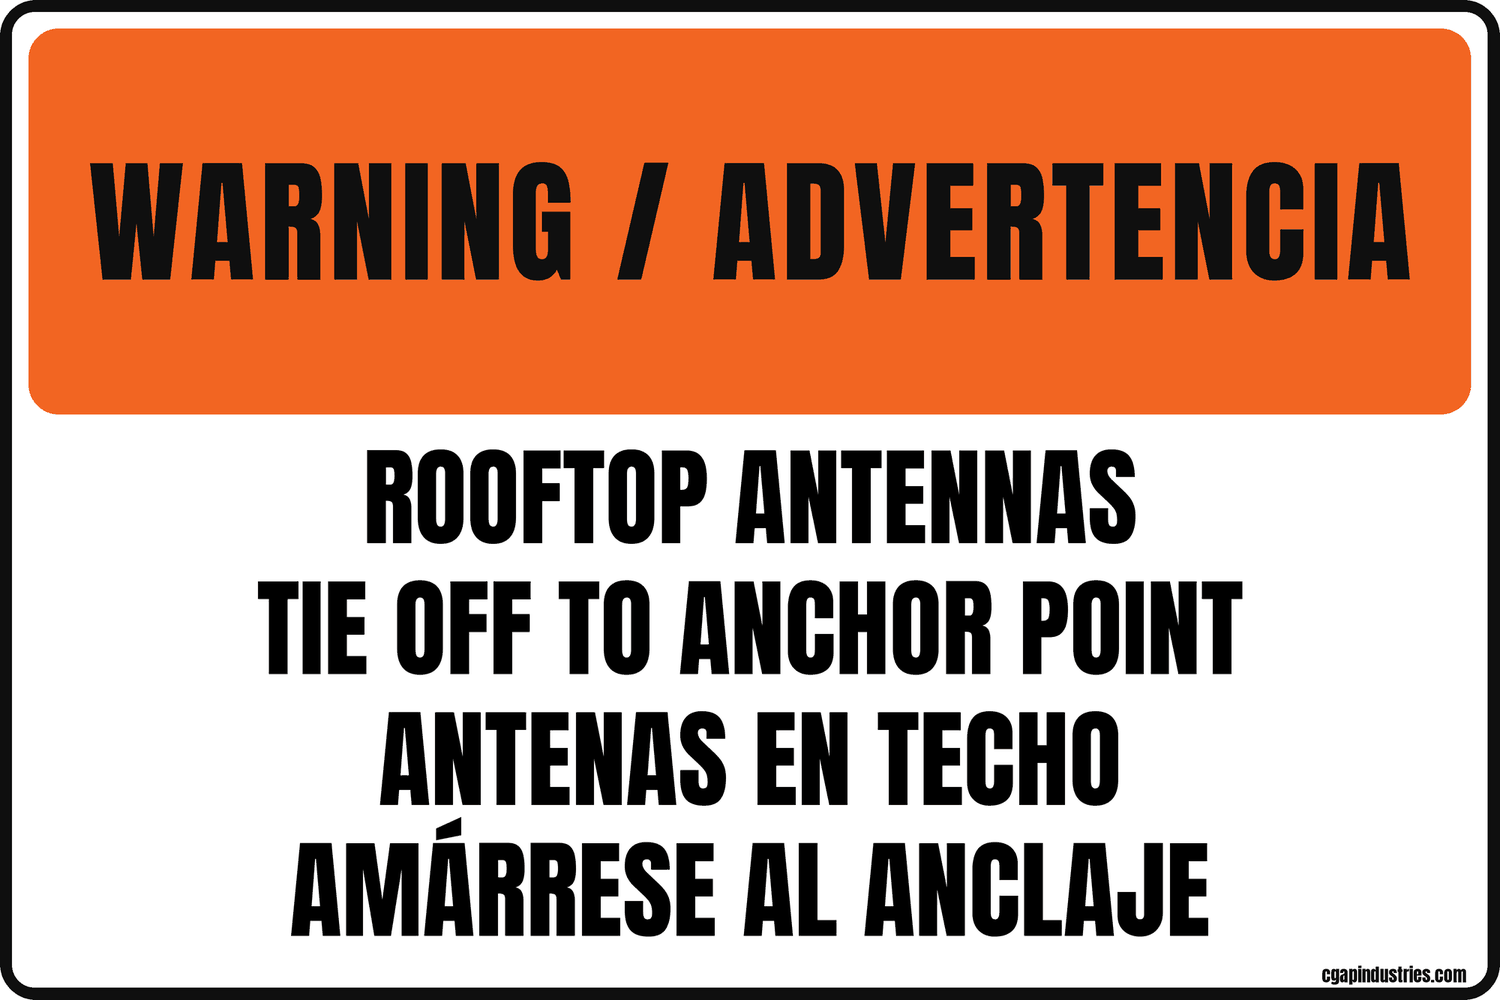 WARNING / ADVERTENCIA
ROOFTOP ANTENNAS
TIE OFF TO ANCHOR POINT
ANTENAS EN TECHO
AMÁRRESE AL ANCLAJE
cgapindustries.com